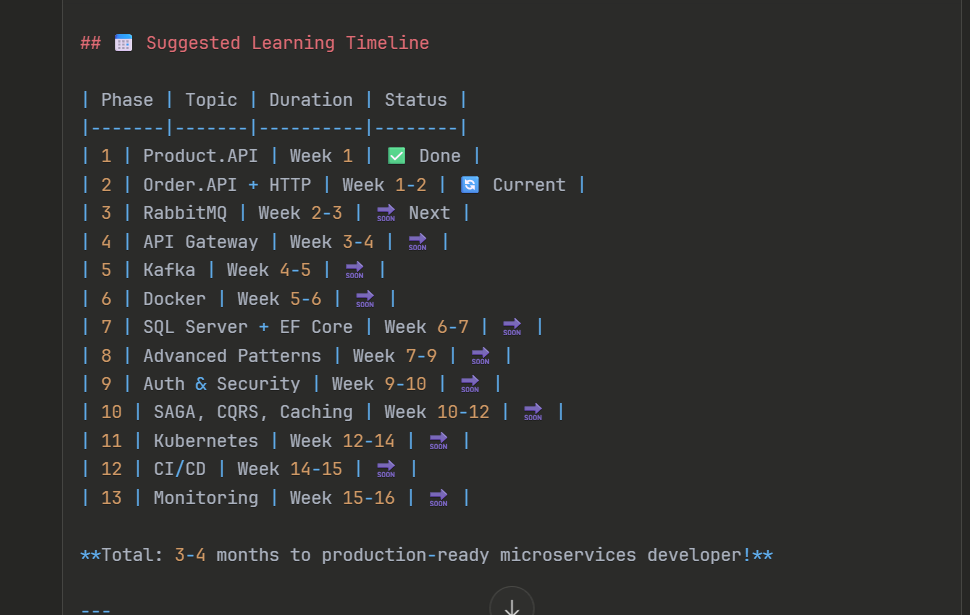 ## 📅 Suggested Learning Timeline
| Phase | Topic | Duration | Status |
|-------|-------|----------|--------|
| 1 | Product.API | Week 1 | ✅ Done |
| 2 | Order.API + HTTP | Week 1-2 | 🔄 Current |
| 3 | RabbitMQ | Week 2-3 | 🔜 Next |
| 4 | API Gateway | Week 3-4 | 🔜 |
| 5 | Kafka | Week 4-5 | 🔜 |
| 6 | Docker | Week 5-6 | 🔜 |
| 7 | SQL Server + EF Core | Week 6-7 | 🔜 |
| 8 | Advanced Patterns | Week 7-9 | 🔜 |
| 9 | Auth & Security | Week 9-10 | 🔜 |
| 10 | SAGA, CQRS, Caching | Week 10-12 | 🔜 |
| 11 | Kubernetes | Week 12-14 | 🔜 |
| 12 | CI/CD | Week 14-15 | 🔜 |
| 13 | Monitoring | Week 15-16 | 🔜 |
**Total: 3-4 months to production-ready microservices developer!**
---